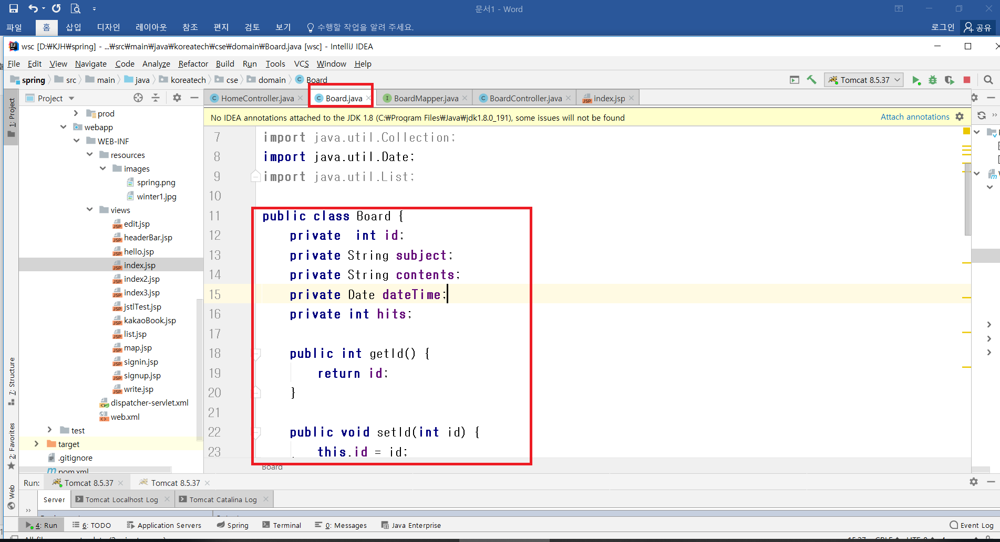 문서1 - Word
파일 홈 삽입 디자인 레이아웃 참조 편지 검토 보기 수행할 작업을 알려 주세요. 로그인 공유
wsc [D:₩KJH₩spring] - ...₩src₩main₩java₩koreatech₩cse₩domain₩Board.java [wsc] - IntelliJ IDEA
File Edit View Navigate Code Analyze Refactor Build Run Tools VCS Window Help
spring src main java koreatech cse domain Board Tomcat 8.5.37
1: Project
Project
HomeController.java Board.java BoardMapper.java BoardController.java index.jsp
No IDEA annotations attached to the JDK 1.8 (C:₩Program Files₩Java₩jdk1.8.0_191), some issues will not be found Attach annotations
prod
webapp
WEB-INF
resources
images
spring.png
winter1.jpg
views
edit.jsp
headerBar.jsp
hello.jsp
index.jsp
index2.jsp
index3.jsp
jstlTest.jsp
kakaoBook.jsp
list.jsp
map.jsp
signin.jsp
signup.jsp
write.jsp
dispatcher-servlet.xml
web.xml
test
target
.gitignore
pom.xml
7 import java.util.Collection;
8 import java.util.Date;
9 import java.util.List;
10
11 public class Board {
12 private  int id;
13 private String subject;
14 private String contents;
15 private Date dateTime;
16 private int hits;
17
18 public int getId() {
19 return id;
20 }
21
22 public void setId(int id) {
23 this.id = id;
Board
7: Structure
2: Favorites
Web
Run: Tomcat 8.5.37 Tomcat 8.5.37
Server Tomcat Localhost Log Tomcat Catalina Log
4: Run 6: TODO Application Servers Spring Terminal 0: Messages Java Enterprise Event Log